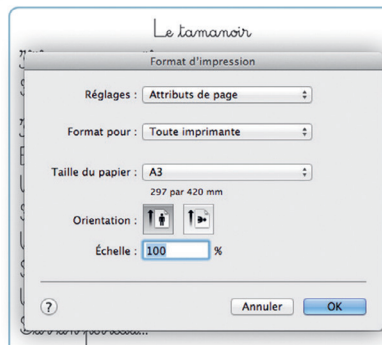 Le tamanoir
Format d'impression
Réglages : Attributs de page
Format pour : Toute imprimante
Taille du papier : A3
297 par 420 mm
Orientation :
Échelle : 100 %
? Annuler OK